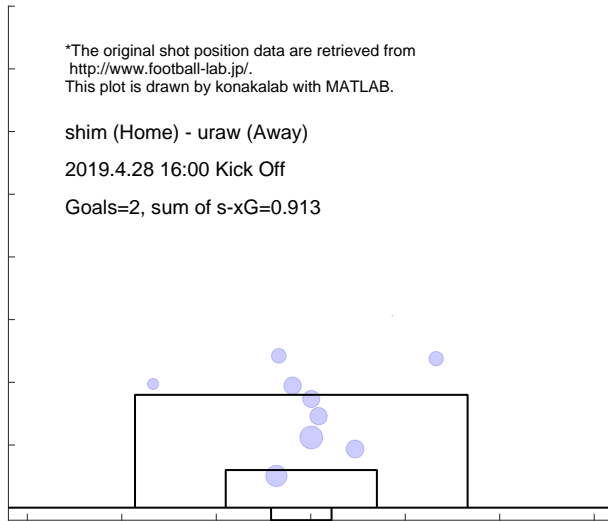 *The original shot position data are retrieved from
http://www.football-lab.jp/.
This plot is drawn by konakalab with MATLAB.
shim (Home) - uraw (Away)
2019.4.28 16:00 Kick Off
Goals=2, sum of s-xG=0.913